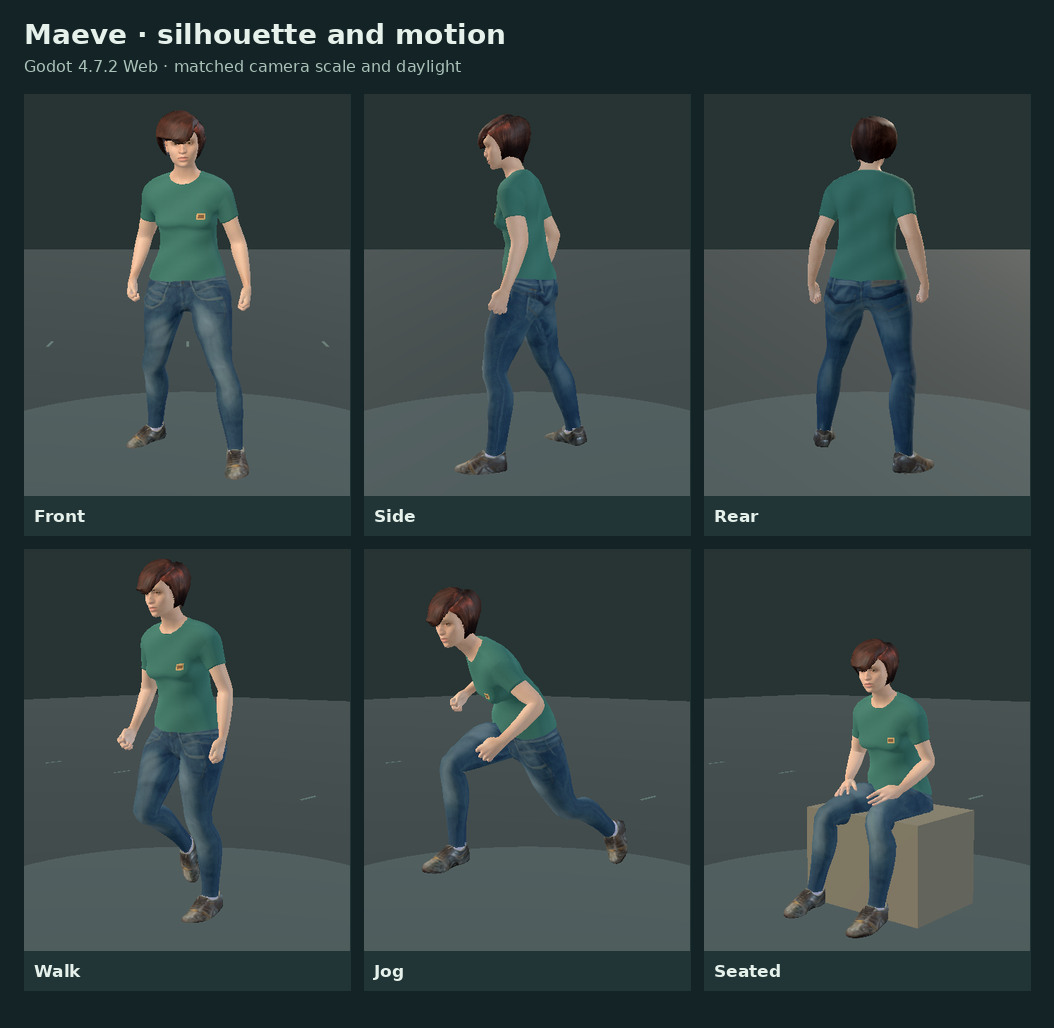 Maeve · silhouette and motion
Godot 4.7.2 Web · matched camera scale and daylight
Front
Side
Rear
Walk
Jog
Seated